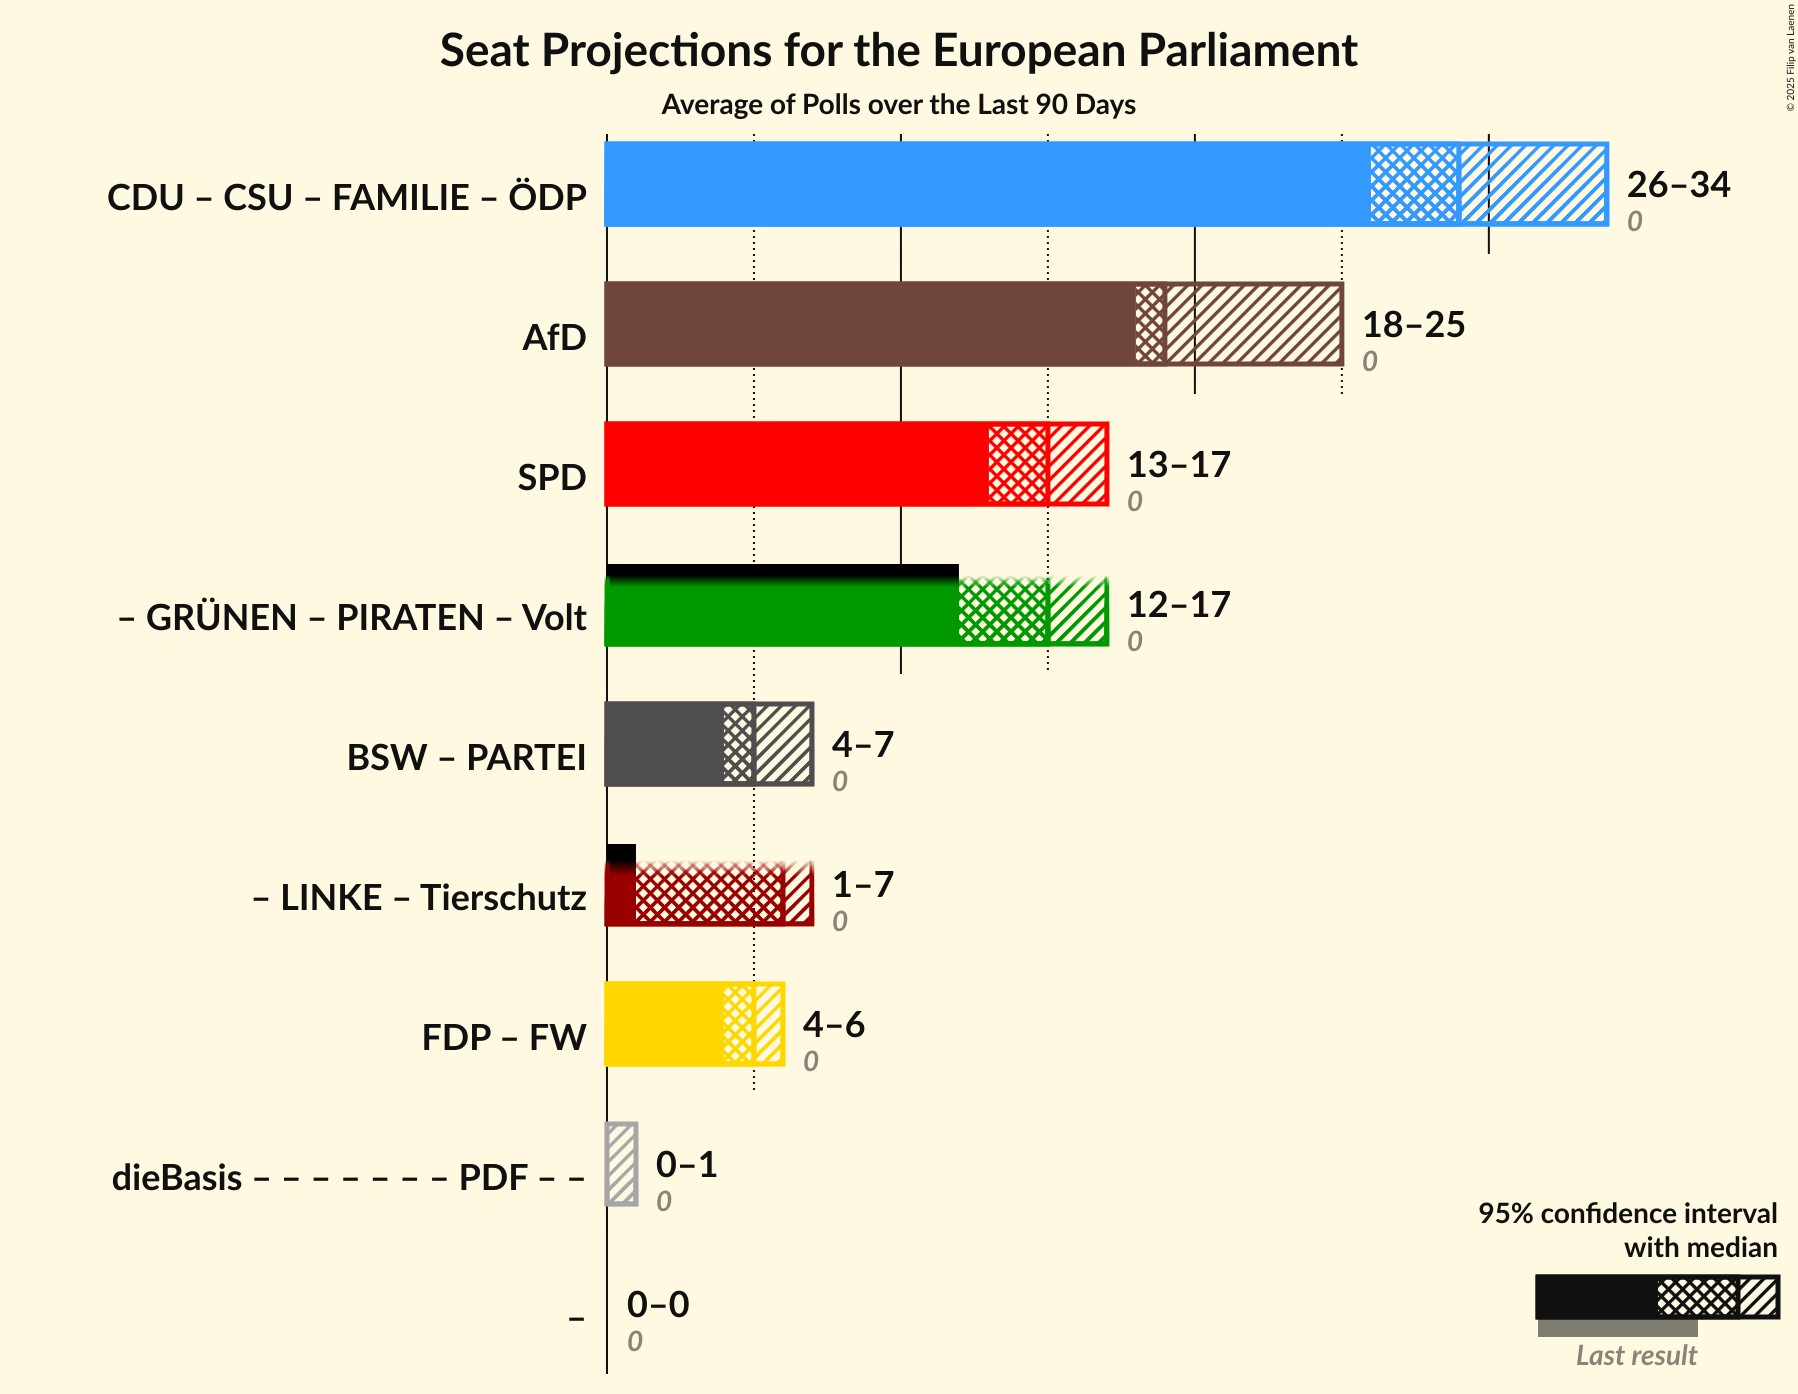 Seat Projections for the European Parliament
Average of Polls over the Last 90 Days
© 2025 Filip van Laenen
CDU – CSU – FAMILIE – ÖDP
26–34
0
AfD
18–25
0
SPD
13–17
0
– GRÜNEN – PIRATEN – Volt
12–17
0
BSW – PARTEI
4–7
0
– LINKE – Tierschutz
1–7
0
FDP – FW
4–6
0
dieBasis – – – – – – – PDF – –
0–1
0
–
0–0
0
95% confidence interval
with median
Last result